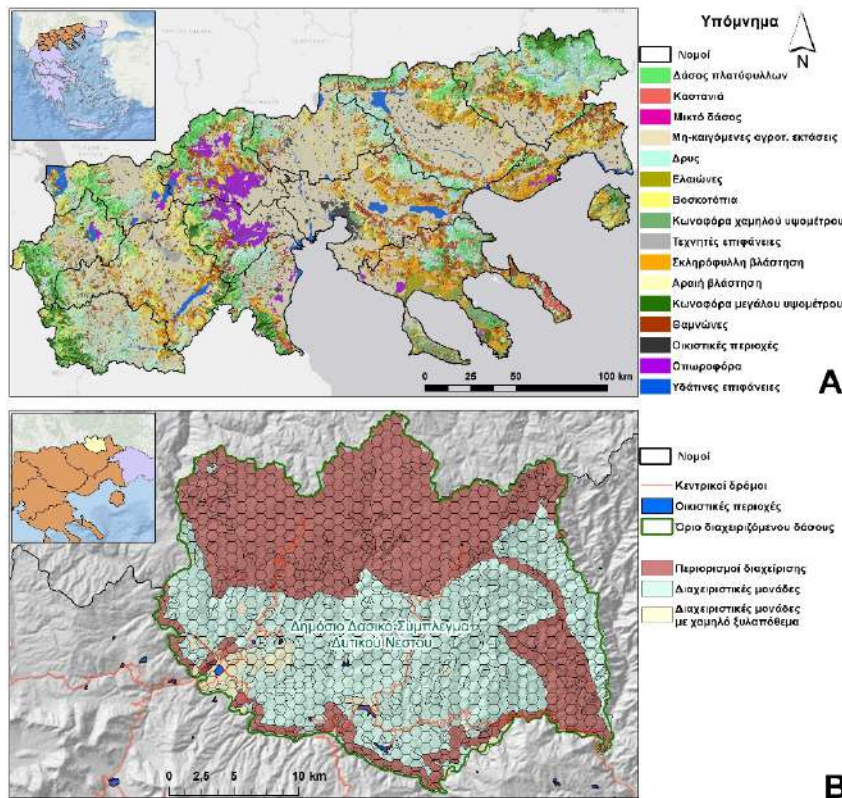 Υπόμνημα
N
Νομοί
Δάσος πλατύφυλλων
Καστανιά
Μικτό δάσος
Μη-καιγόμενες αγροτ. εκτάσεις
Δρυς
Ελαιώνες
Βοσκοτόπια
Κωνοφόρα χαμηλού υψομέτρου
Τεχνητές επιφάνειες
Σκληρόφυλλη βλάστηση
Αραιή βλάστηση
Κωνοφόρα μεγάλου υψομέτρου
Θαμνώνες
Οικιστικές περιοχές
Οπωροφόρα
Υδάτινες επιφάνειες
0 25 50 100 km
A
Νομοί
Κεντρικοί δρόμοι
Οικιστικές περιοχές
Όριο διαχειριζόμενου δάσους
Περιορισμοί διαχείρισης
Διαχειριστικές μονάδες
Διαχειριστικές μονάδες
με χαμηλό ξυλαπόθεμα
Δημόσιο Δασικό Σύμπλεγμα
Δυτικού Νέστου
0 2,5 5 10 km
B